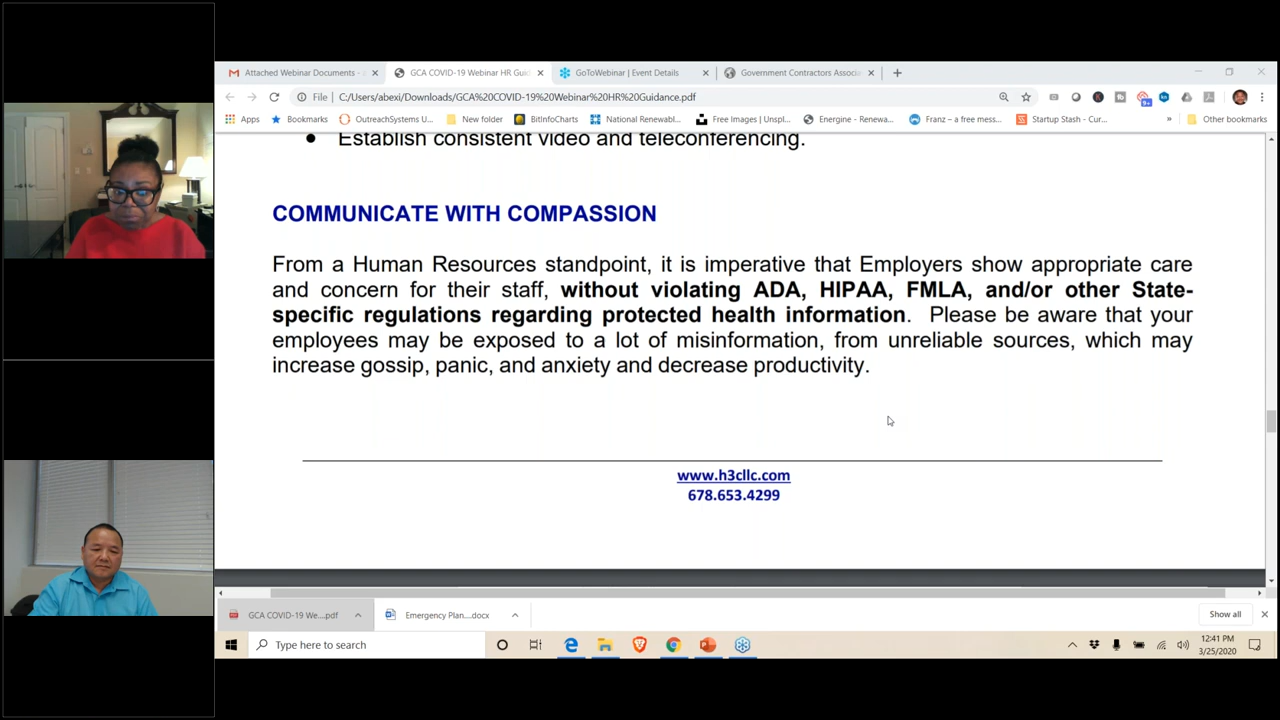 Attached Webinar Documents -
GCA COVID-19 Webinar HR Guid
GoToWebinar | Event Details
Government Contractors Associa
File
C:/Users/abexi/Downloads/GCA%20COVID-19%20Webinar%20HR%20Guidance.pdf
Apps
Bookmarks
OutreachSystems U...
New folder
BitInfoCharts
National Renewabl...
Free Images | Unspl...
Energine - Renewa...
Franz – a free mess...
Startup Stash - Cur...
»
Other bookmarks
• Establish consistent video and teleconferencing.
COMMUNICATE WITH COMPASSION
From a Human Resources standpoint, it is imperative that Employers show appropriate care
and concern for their staff, without violating ADA, HIPAA, FMLA, and/or other State-
specific regulations regarding protected health information. Please be aware that your
employees may be exposed to a lot of misinformation, from unreliable sources, which may
increase gossip, panic, and anxiety and decrease productivity.
www.h3cllc.com
678.653.4299
GCA COVID-19 We....pdf
Emergency Plan....docx
Show all
Type here to search
12:41 PM
3/25/2020